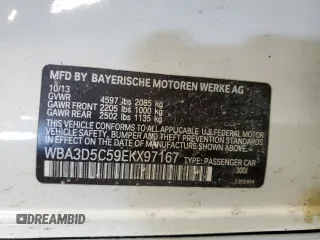 MFD BY BAYERISCHE MOTOREN WERKE AG
10/13
GVWR 4597 lbs 2085 kg
GAWR FRONT 2205 lbs 1000 kg
GAWR REAR 2502 lbs 1135 kg
THIS VEHICLE CONFORMS TO ALL APPLICABLE
FEDERAL MOTOR VEHICLE SAFETY, BUMPER AND
THEFT PREVENTION STANDARDS IN EFFECT
ON THE DATE OF MANUFACTURE SHOWN ABOVE.
WBA3D5C59EKX97167 TYPE: PASSENGER CAR
300/